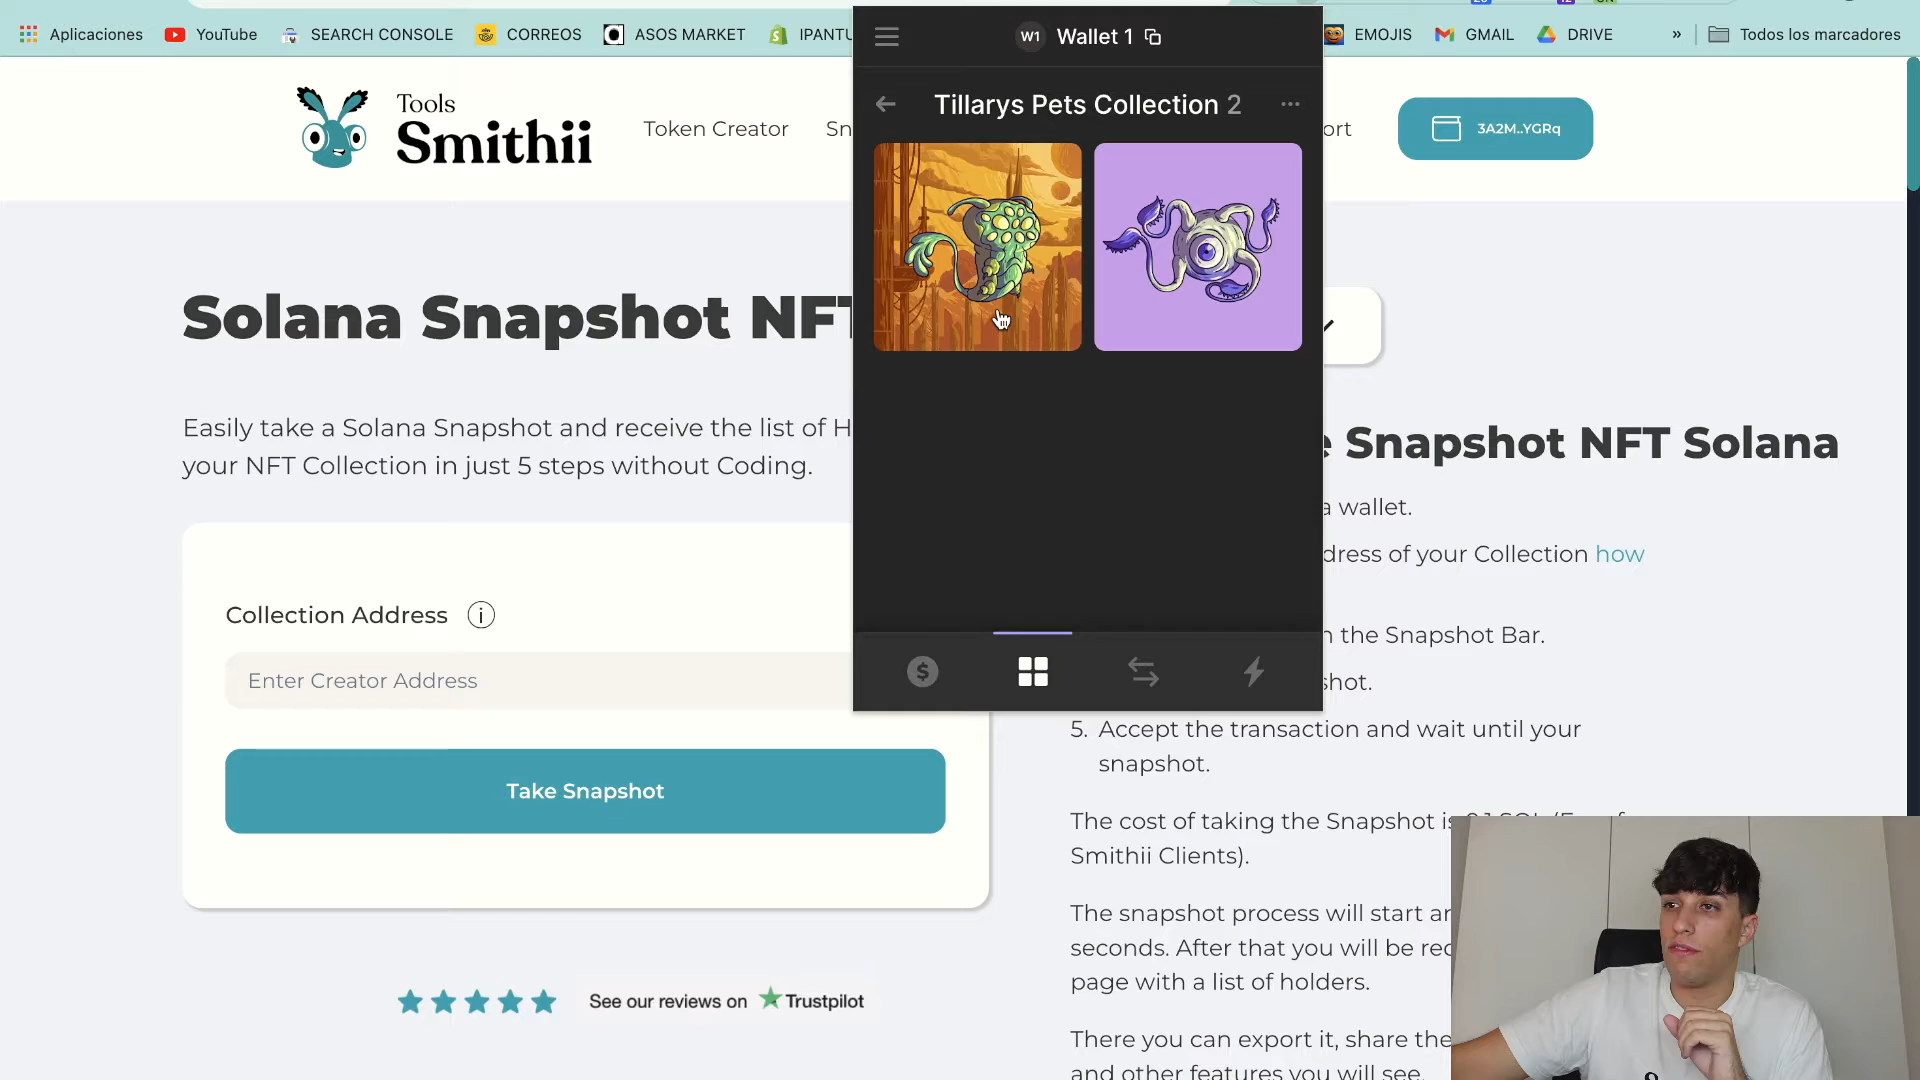 Aplicaciones YouTube SEARCH CONSOLE CORREOS ASOS MARKET IPANTU EMOJIS GMAIL DRIVE » Todos los marcadores
W1 Wallet 1
Tillarys Pets Collection 2 ...
Tools
Smithii
Token Creator Sn ort 3A2M..YGRq
Solana Snapshot NFT
Easily take a Solana Snapshot and receive the list of H
your NFT Collection in just 5 steps without Coding.
Collection Address i
Enter Creator Address
Take Snapshot
See our reviews on Trustpilot
Snapshot NFT Solana
a wallet.
dress of your Collection how
the Snapshot Bar.
shot.
5. Accept the transaction and wait until your
snapshot.
The cost of taking the Snapshot is
Smithii Clients).
The snapshot process will start
seconds. After that you will be
page with a list of holders.
There you can export it, share the
and other features you will see.